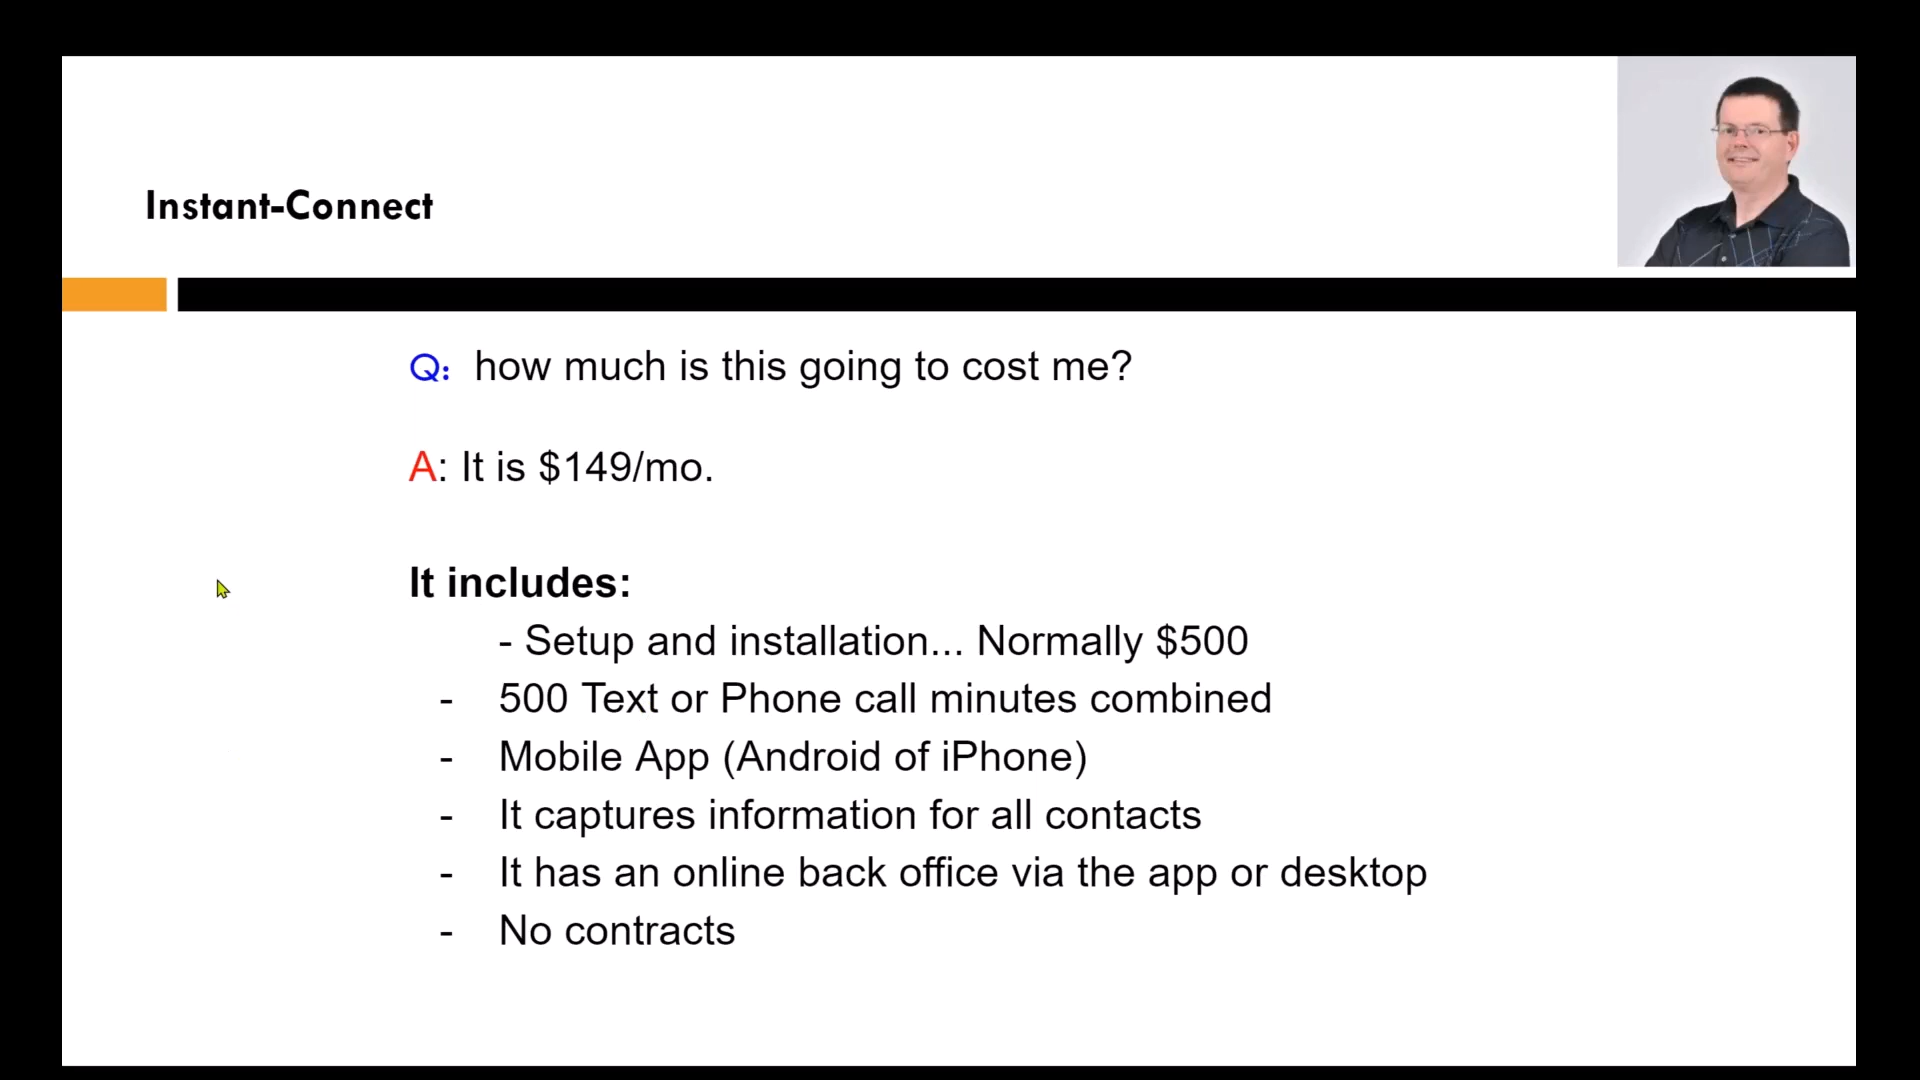 Instant-Connect
Q: how much is this going to cost me?
A: It is $149/mo.
It includes:
- Setup and installation... Normally $500
- 500 Text or Phone call minutes combined
- Mobile App (Android of iPhone)
- It captures information for all contacts
- It has an online back office via the app or desktop
- No contracts